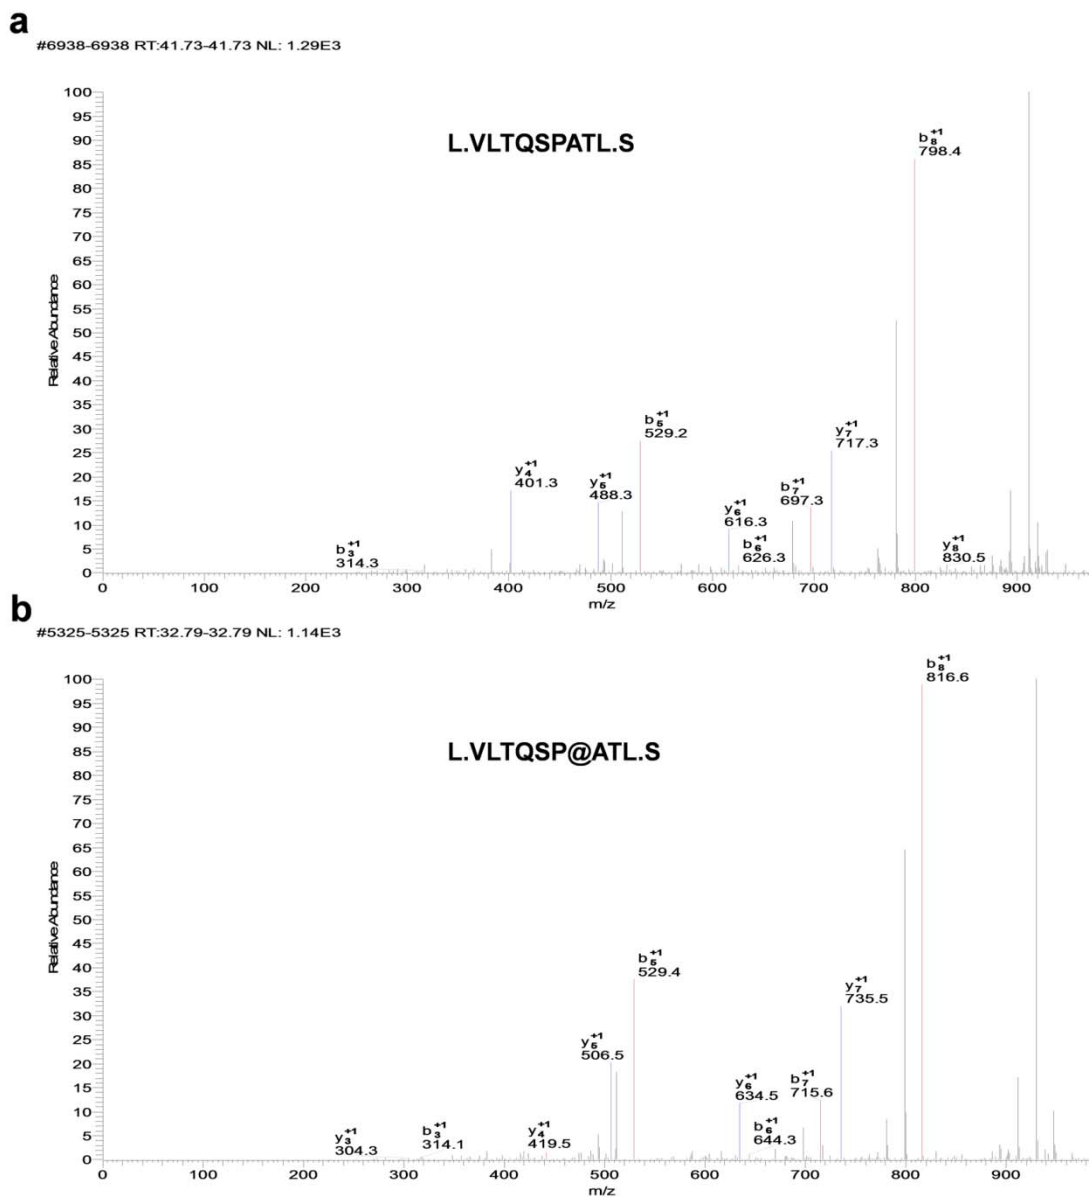 a
#6938-6938 RT:41.73-41.73 NL: 1.29E3
L.VLTQSPATL.S
Relative Abundance
100
95
90
85
80
75
70
65
60
55
50
45
40
35
30
25
20
15
10
5
0
b₃⁺¹
314.3
y₄⁺¹
401.3
y₅⁺¹
488.3
b₅⁺¹
529.2
y₆⁺¹
616.3
b₆⁺¹
626.3
b₇⁺¹
697.3
y₇⁺¹
717.3
b₈⁺¹
798.4
y₈⁺¹
830.5
0 100 200 300 400 500 600 700 800 900
m/z
b
#5325-5325 RT:32.79-32.79 NL: 1.14E3
L.VLTQSP@ATL.S
Relative Abundance
100
95
90
85
80
75
70
65
60
55
50
45
40
35
30
25
20
15
10
5
0
y₃⁺¹
304.3
b₃⁺¹
314.1
y₄⁺¹
419.5
y₅⁺¹
506.5
b₅⁺¹
529.4
y₆⁺¹
634.5
b₆⁺¹
644.3
b₇⁺¹
715.6
y₇⁺¹
735.5
b₈⁺¹
816.6
0 100 200 300 400 500 600 700 800 900
m/z